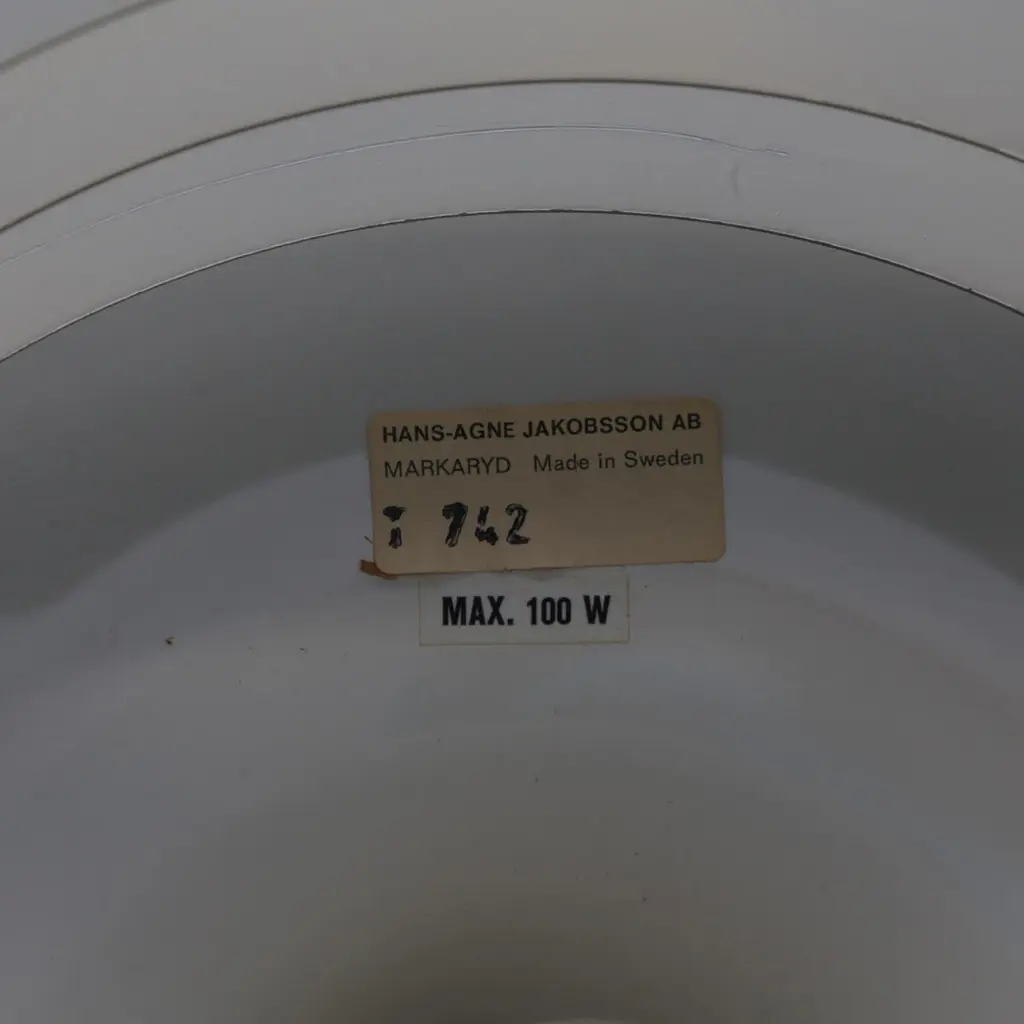 HANS-AGNE JAKOBSSON AB
MARKARYD Made in Sweden
T 742
MAX. 100 W